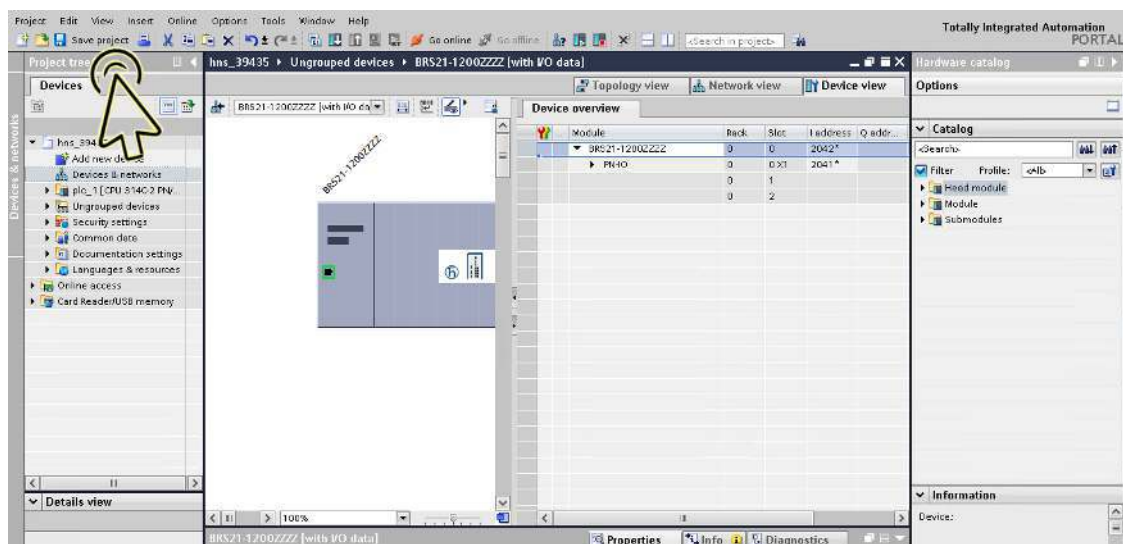 Project Edit View Insert Online Options Tools Window Help
Totally Integrated Automation
PORTAL
Save project
Go online
Go offline
<Search in project>
Project tree
hns_39435 ▸ Ungrouped devices ▸ BRS21-1200ZZZZ [with I/O data]
Hardware catalog
Devices
Topology view
Network view
Device view
Options
Devices & networks
Device overview
Module Rack Slot I address Q addr...
BRS21-1200ZZZZ 0 0 2042*
PN-IO 0 0 X1 2041*
0 1
0 2
Add new
Devices & networks
plc_1 [CPU 314C-2 PN/...
Ungrouped devices
Security settings
Common data
Documentation settings
Languages & resources
Online access
Card Reader/USB memory
BRS21-1200ZZZZ
Catalog
<Search>
Filter Profile: <All>
Head module
Module
Submodules
Details view
100%
Information
Device:
BRS21-1200ZZZZ [with I/O data]
Properties
Info
Diagnostics